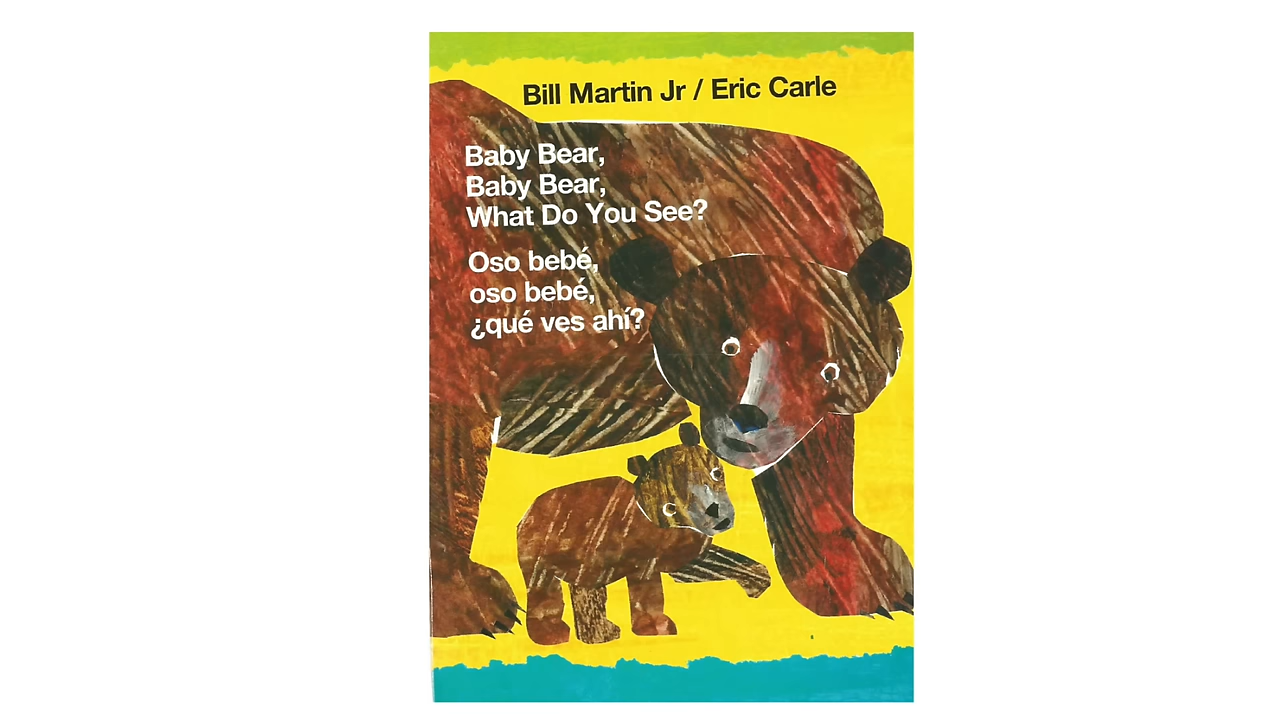 Bill Martin Jr / Eric Carle
Baby Bear,
Baby Bear,
What Do You See?
Oso bebé,
oso bebé,
¿qué ves ahí?